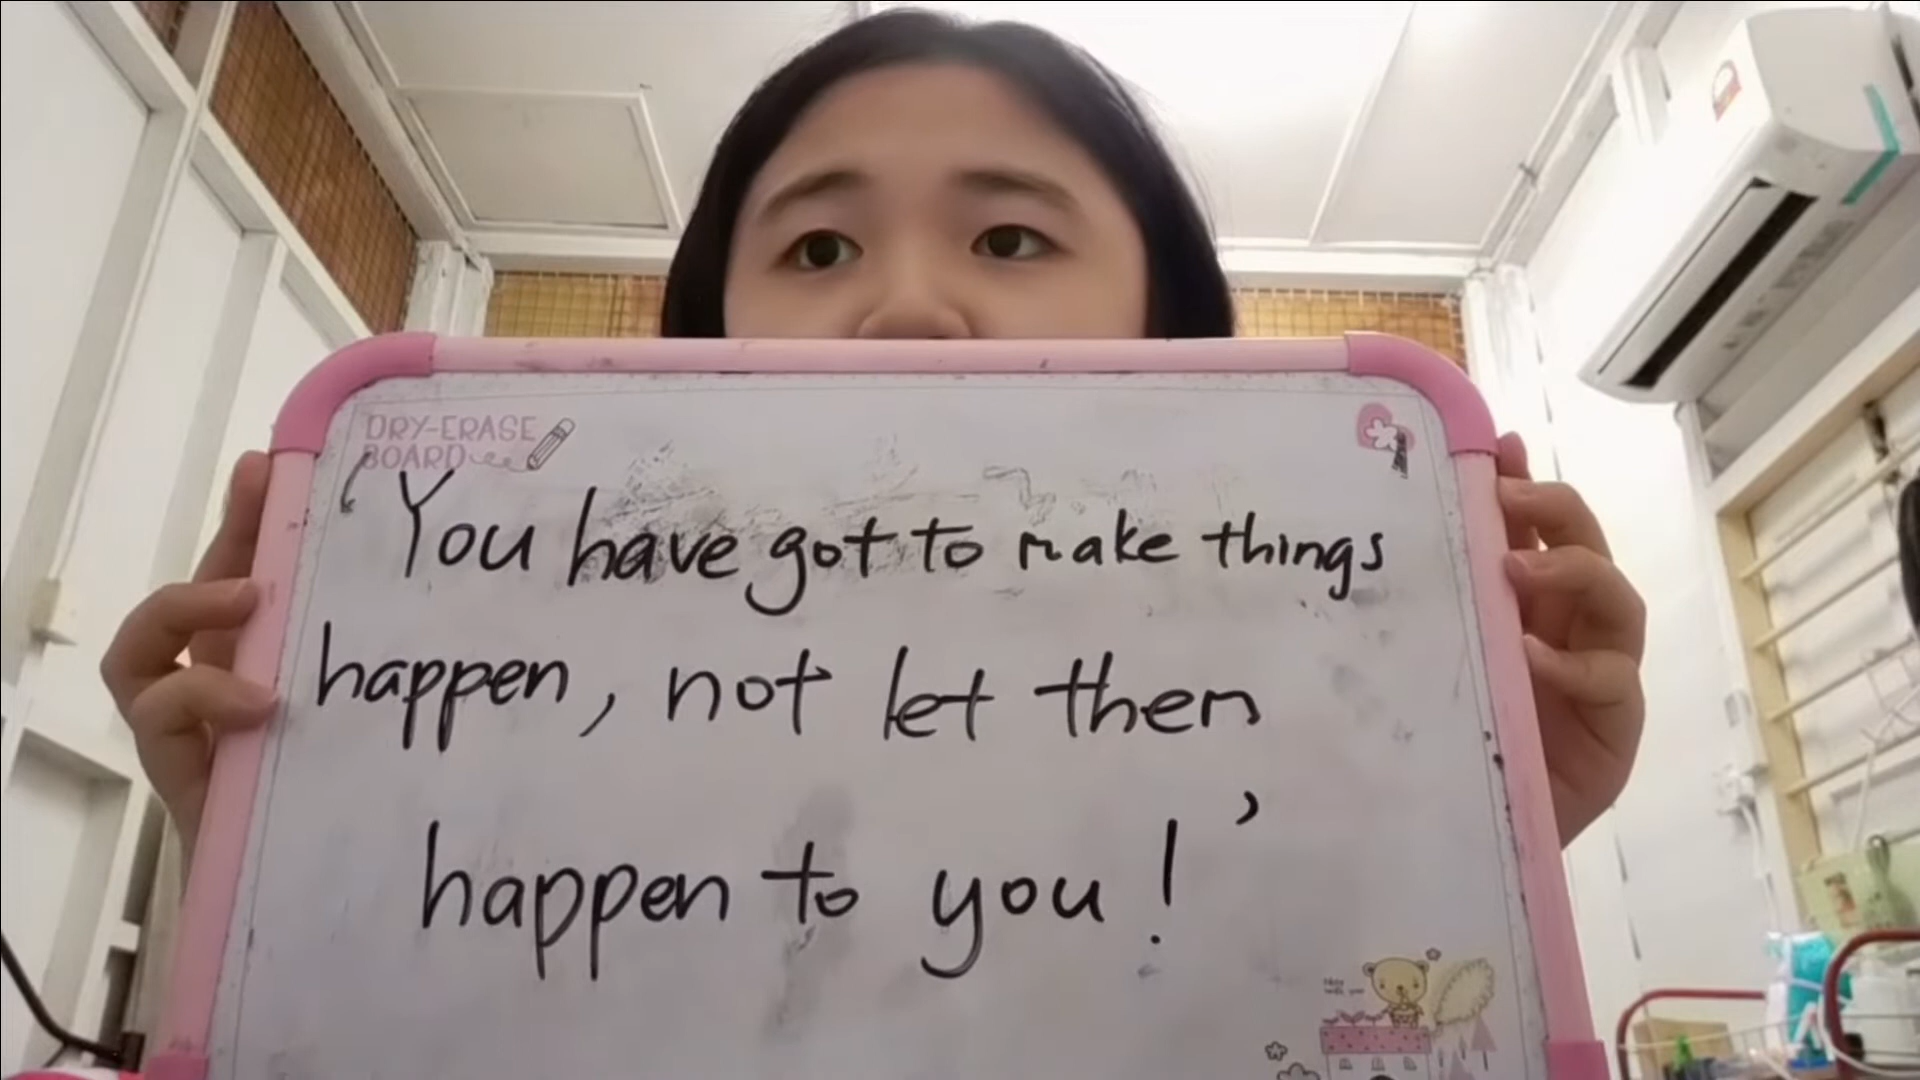 DRY-ERASE
BOARD
'You have got to make things
happen, not let them
happen to you!'